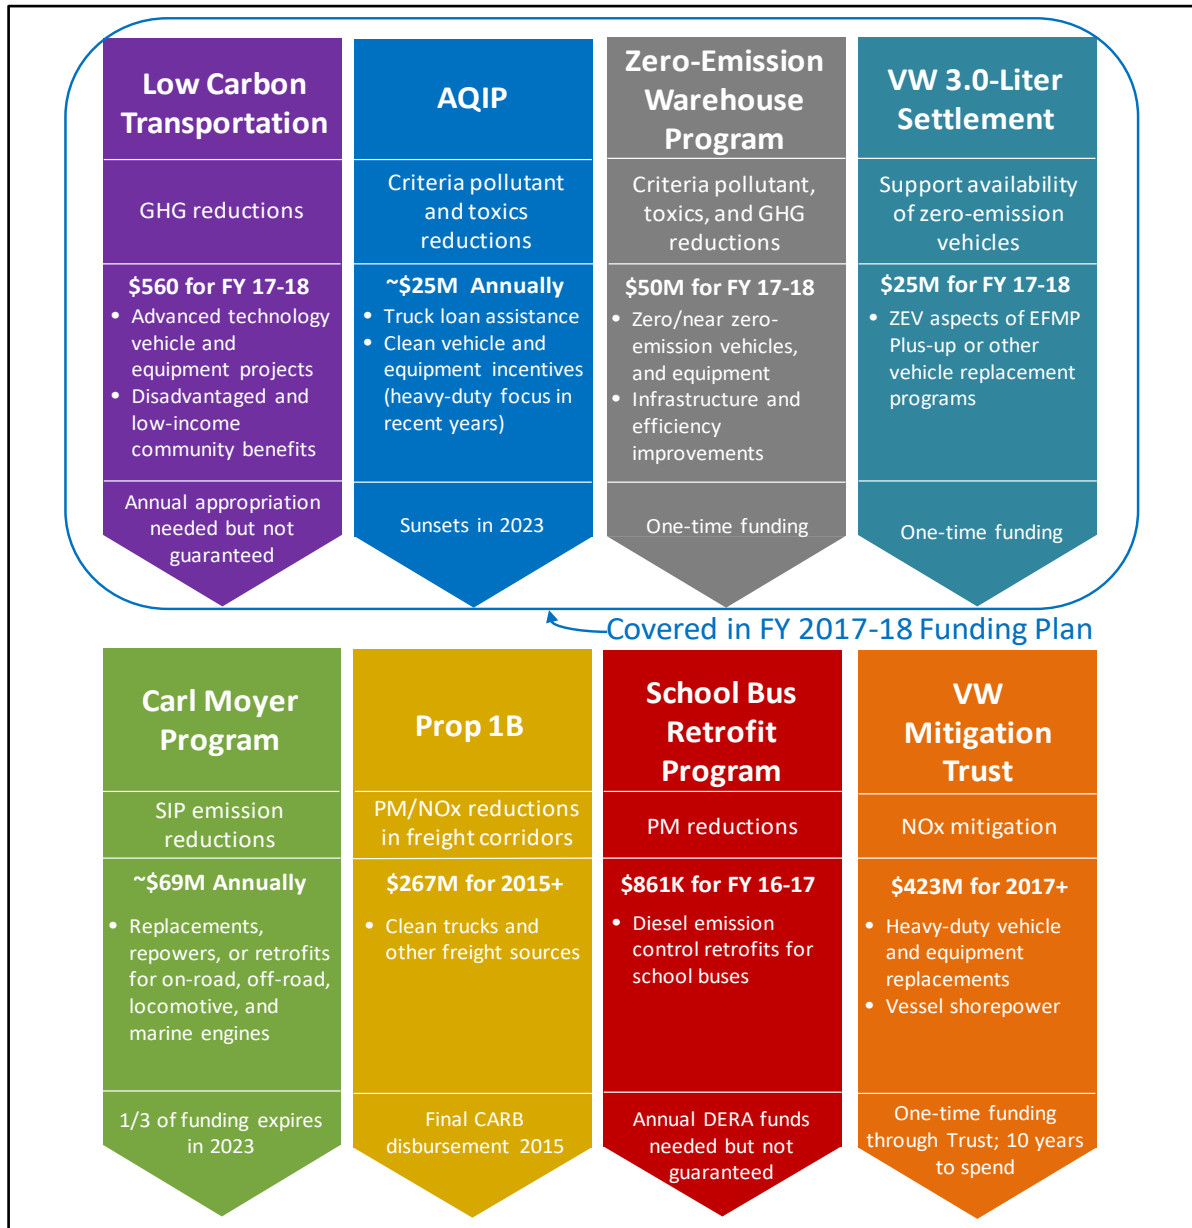 Low Carbon
Transportation
GHG reductions
$560 for FY 17-18
• Advanced technology
vehicle and
equipment projects
• Disadvantaged and
low-income
community benefits
Annual appropriation
needed but not
guaranteed
AQIP
Criteria pollutant
and toxics
reductions
~$25M Annually
• Truck loan assistance
• Clean vehicle and
equipment incentives
(heavy-duty focus in
recent years)
Sunsets in 2023
Zero-Emission
Warehouse
Program
Criteria pollutant,
toxics, and GHG
reductions
$50M for FY 17-18
• Zero/near zero-
emission vehicles,
and equipment
• Infrastructure and
efficiency
improvements
One-time funding
VW 3.0-Liter
Settlement
Support availability
of zero-emission
vehicles
$25M for FY 17-18
• ZEV aspects of EFMP
Plus-up or other
vehicle replacement
programs
One-time funding
Covered in FY 2017-18 Funding Plan
Carl Moyer
Program
SIP emission
reductions
~$69M Annually
• Replacements,
repowers, or retrofits
for on-road, off-road,
locomotive, and
marine engines
1/3 of funding expires
in 2023
Prop 1B
PM/NOx reductions
in freight corridors
$267M for 2015+
• Clean trucks and
other freight sources
Final CARB
disbursement 2015
School Bus
Retrofit
Program
PM reductions
$861K for FY 16-17
• Diesel emission
control retrofits for
school buses
Annual DERA funds
needed but not
guaranteed
VW
Mitigation
Trust
NOx mitigation
$423M for 2017+
• Heavy-duty vehicle
and equipment
replacements
• Vessel shorepower
One-time funding
through Trust; 10 years
to spend